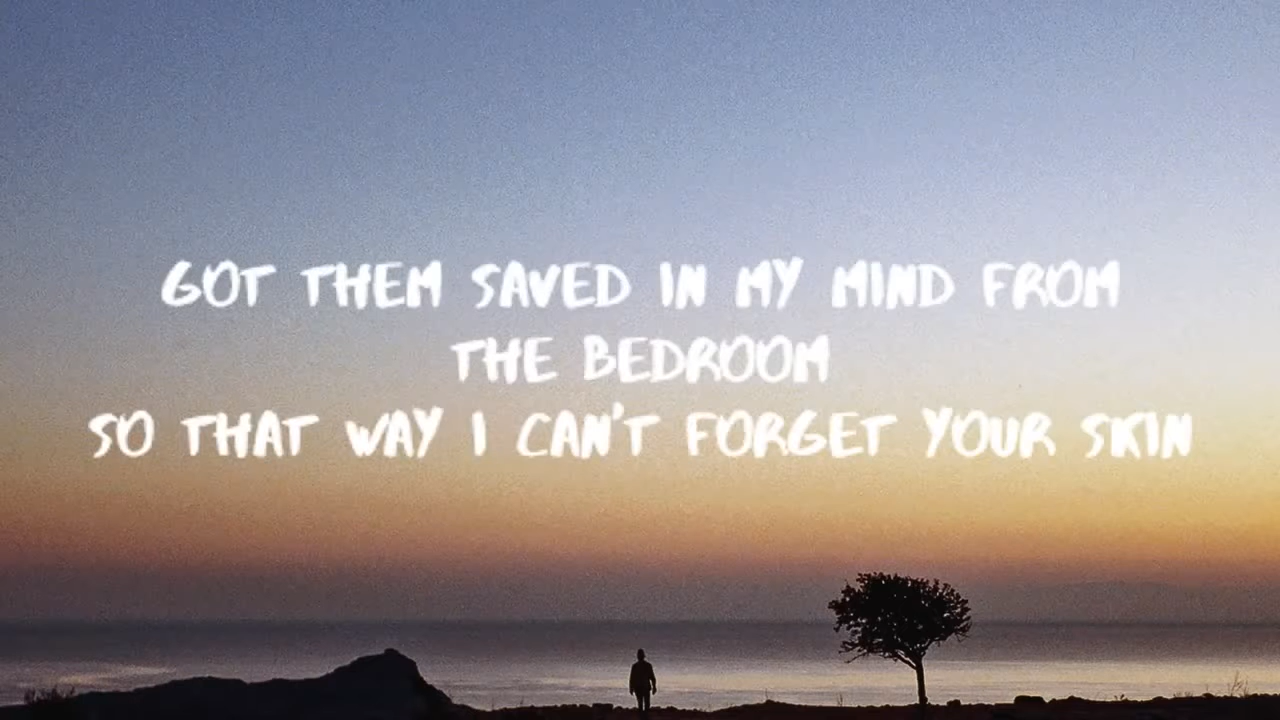 GOT THEM SAVED IN MY MIND FROM
THE BEDROOM
SO THAT WAY I CAN'T FORGET YOUR SKIN